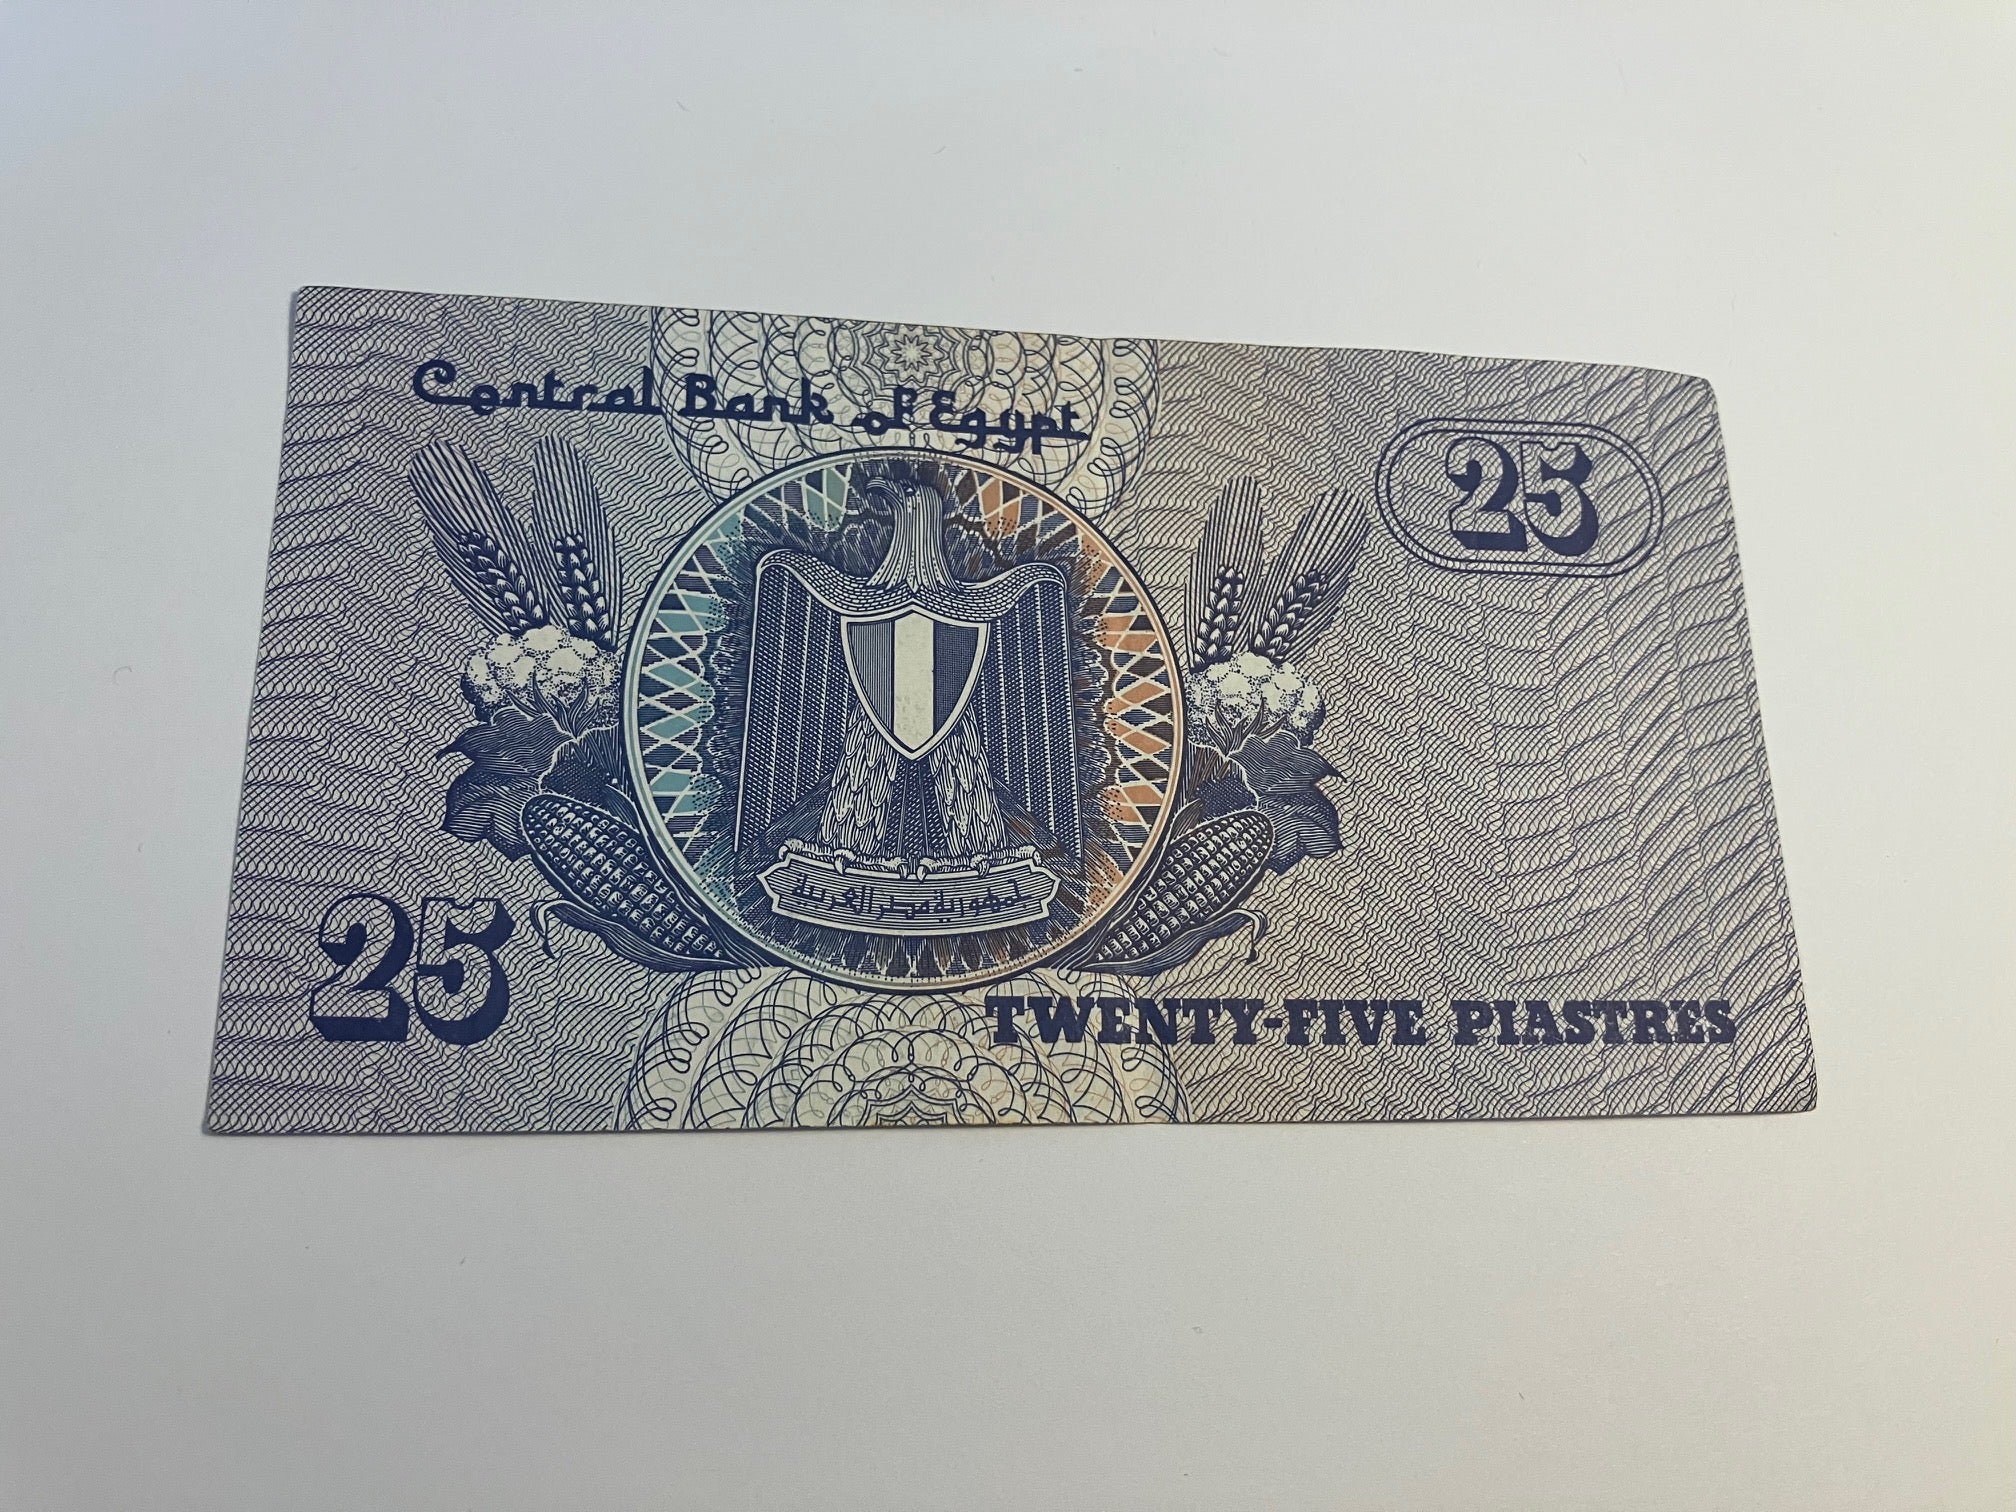 Central Bank of Egypt
25
جمهورية مصر العربية
25
TWENTY-FIVE PIASTRES